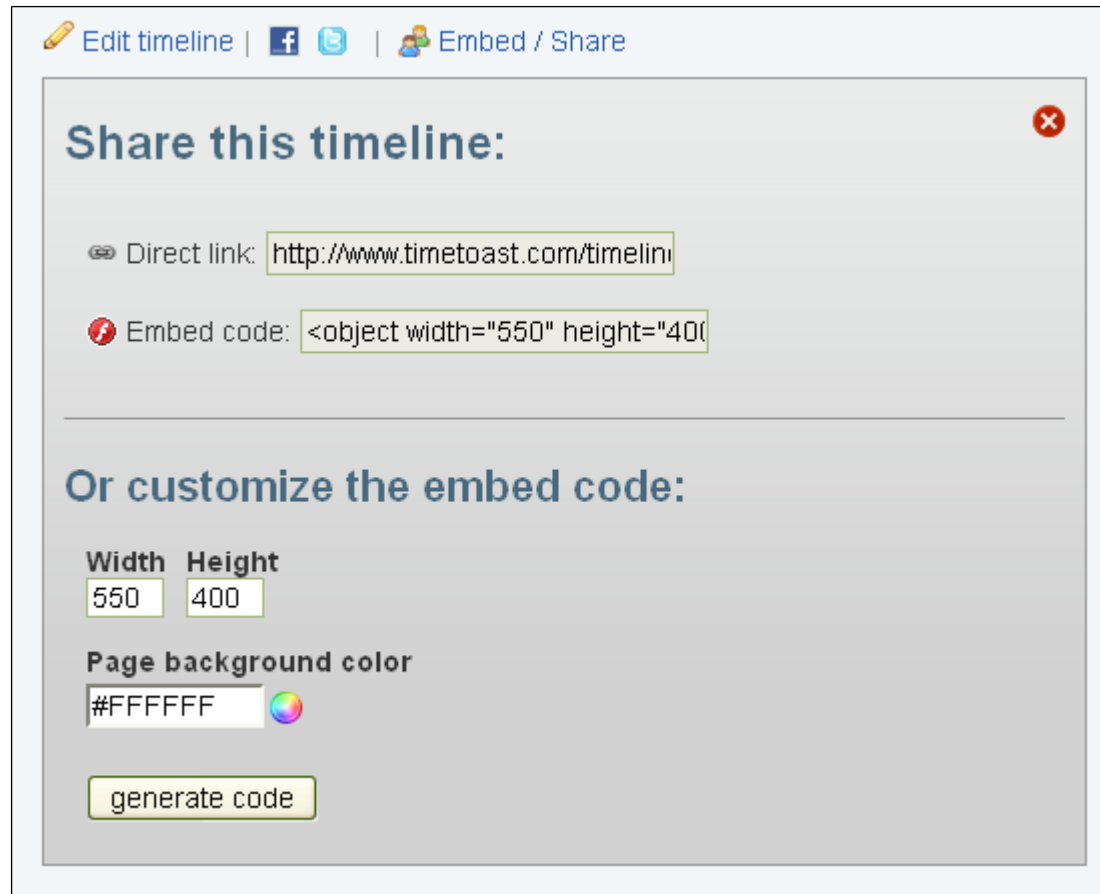 Edit timeline | f t | Embed / Share
Share this timeline:
Direct link: http://www.timetoast.com/timelin
Embed code: <object width="550" height="40
Or customize the embed code:
Width Height
550 400
Page background color
#FFFFFF
generate code